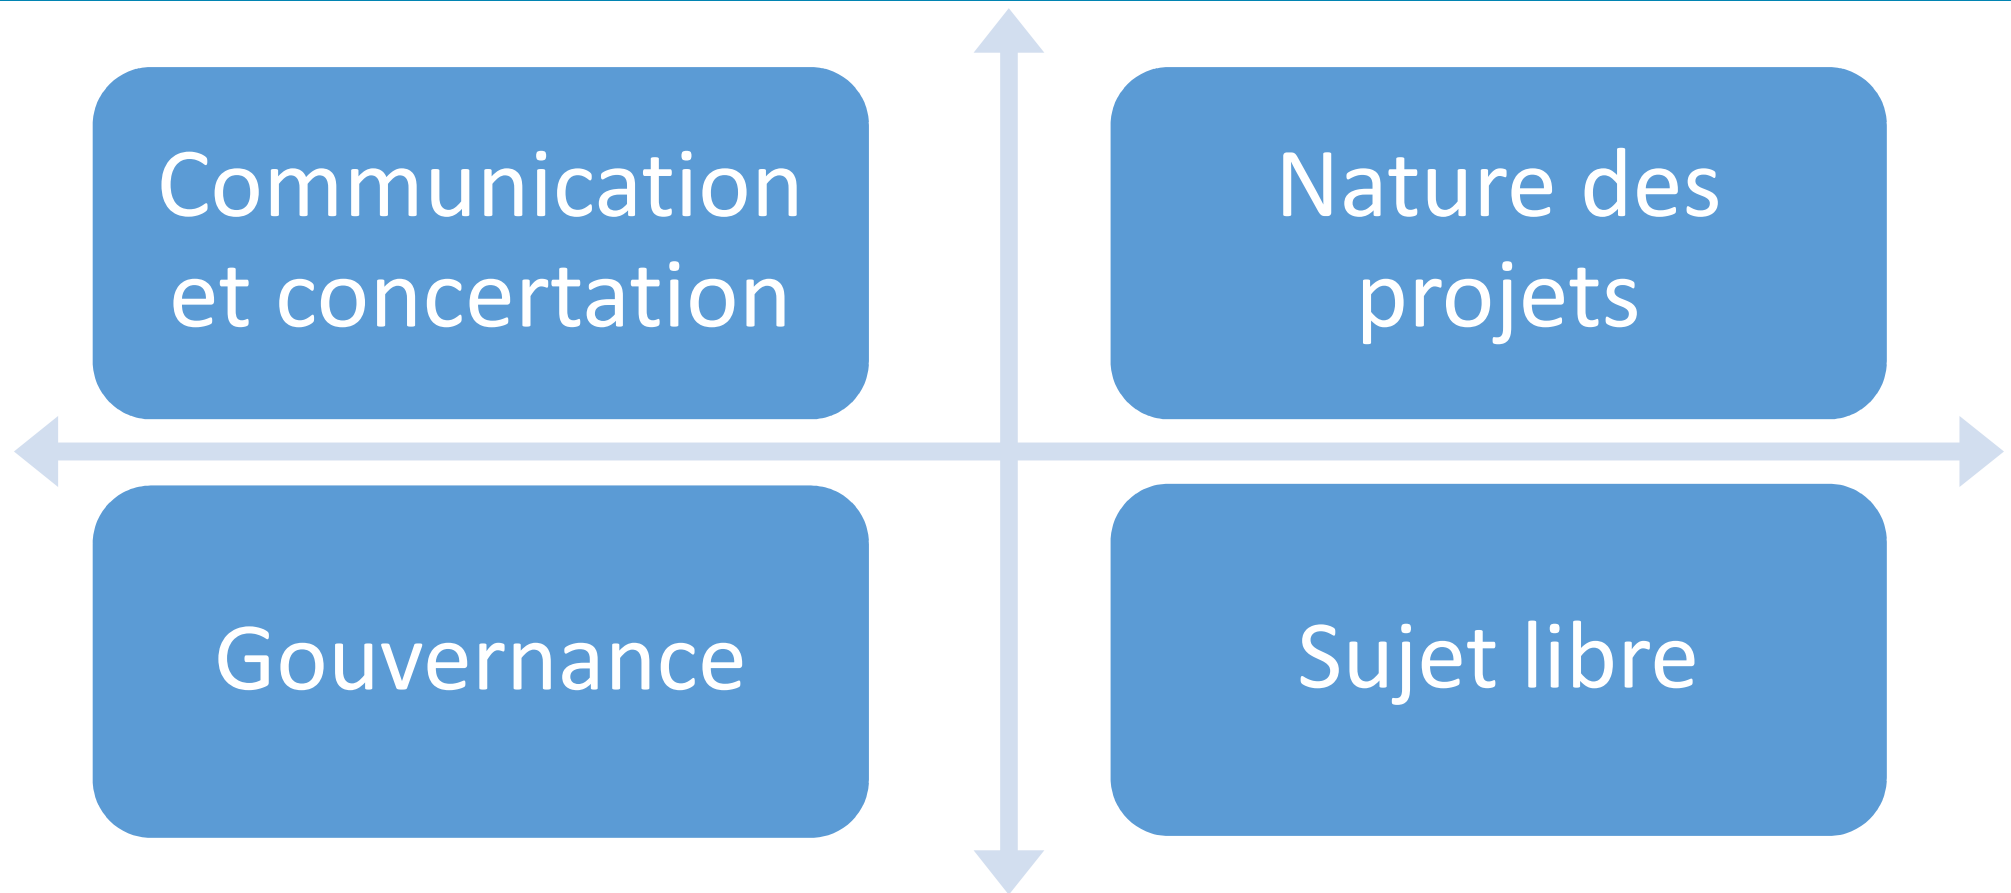 Communication
et concertation
Nature des
projets
Gouvernance
Sujet libre